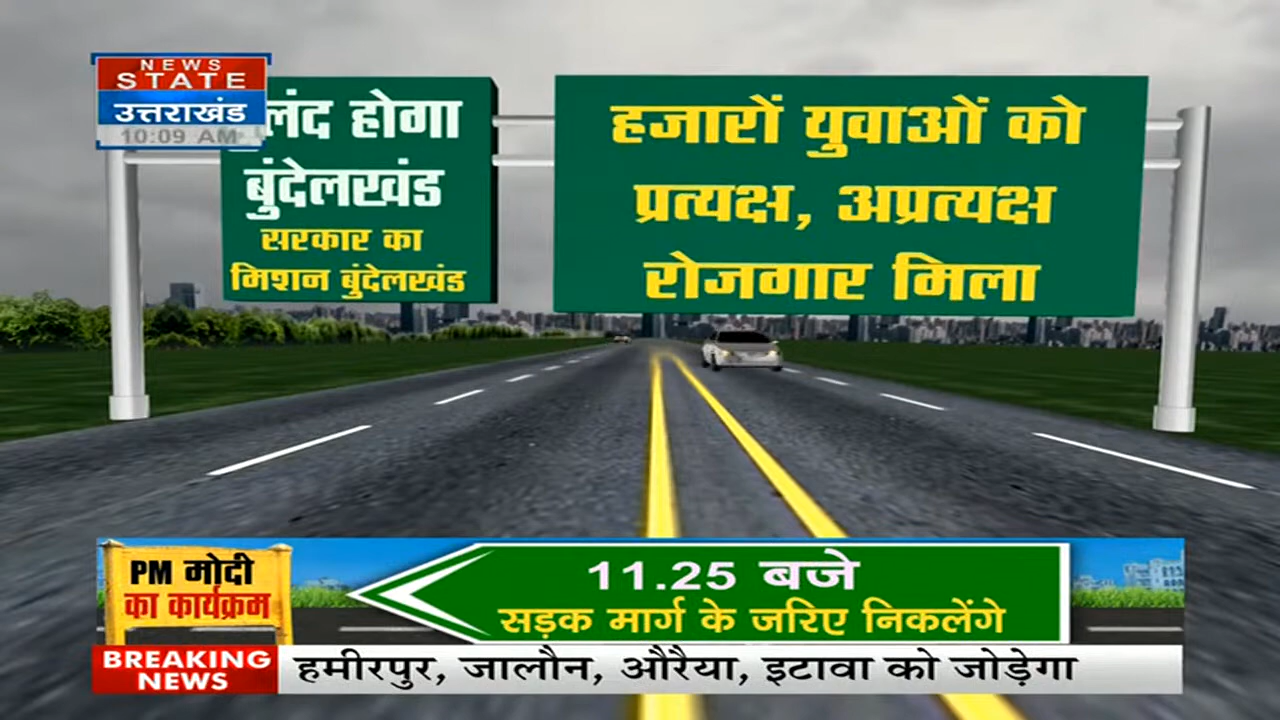 NEWS
STATE
उत्तराखंड
10:09 AM
होगा
बुंदेलखंड
सरकार का
मिशन बुंदेलखंड
हजारों युवाओं को
प्रत्यक्ष, अप्रत्यक्ष
रोजगार मिला
PM मोदी
का कार्यक्रम
11.25 बजे
सड़क मार्ग के जरिए निकलेंगे
BREAKING
NEWS
हमीरपुर, जालौन, औरैया, इटावा को जोड़ेगा